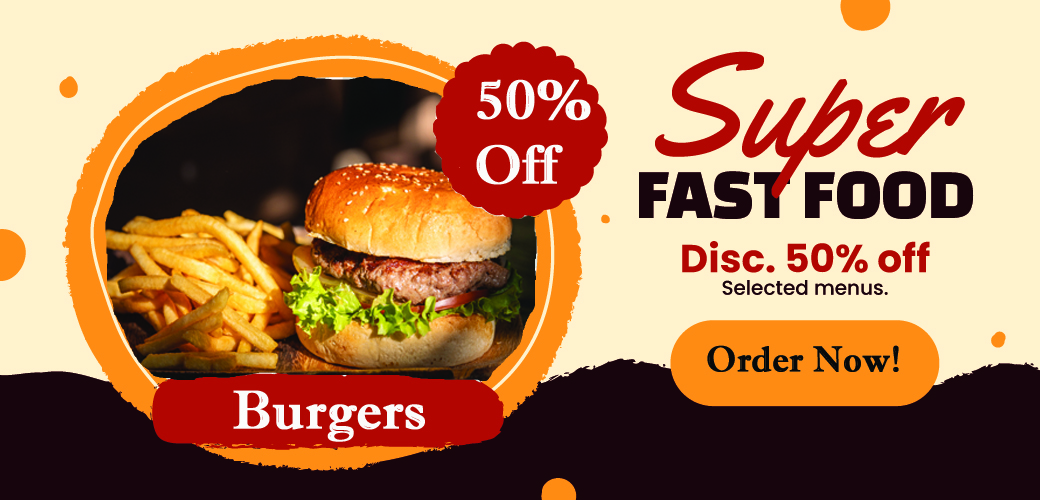 50%
Off
Burgers
Super
FAST FOOD
Disc. 50% off
Selected menus.
Order Now!